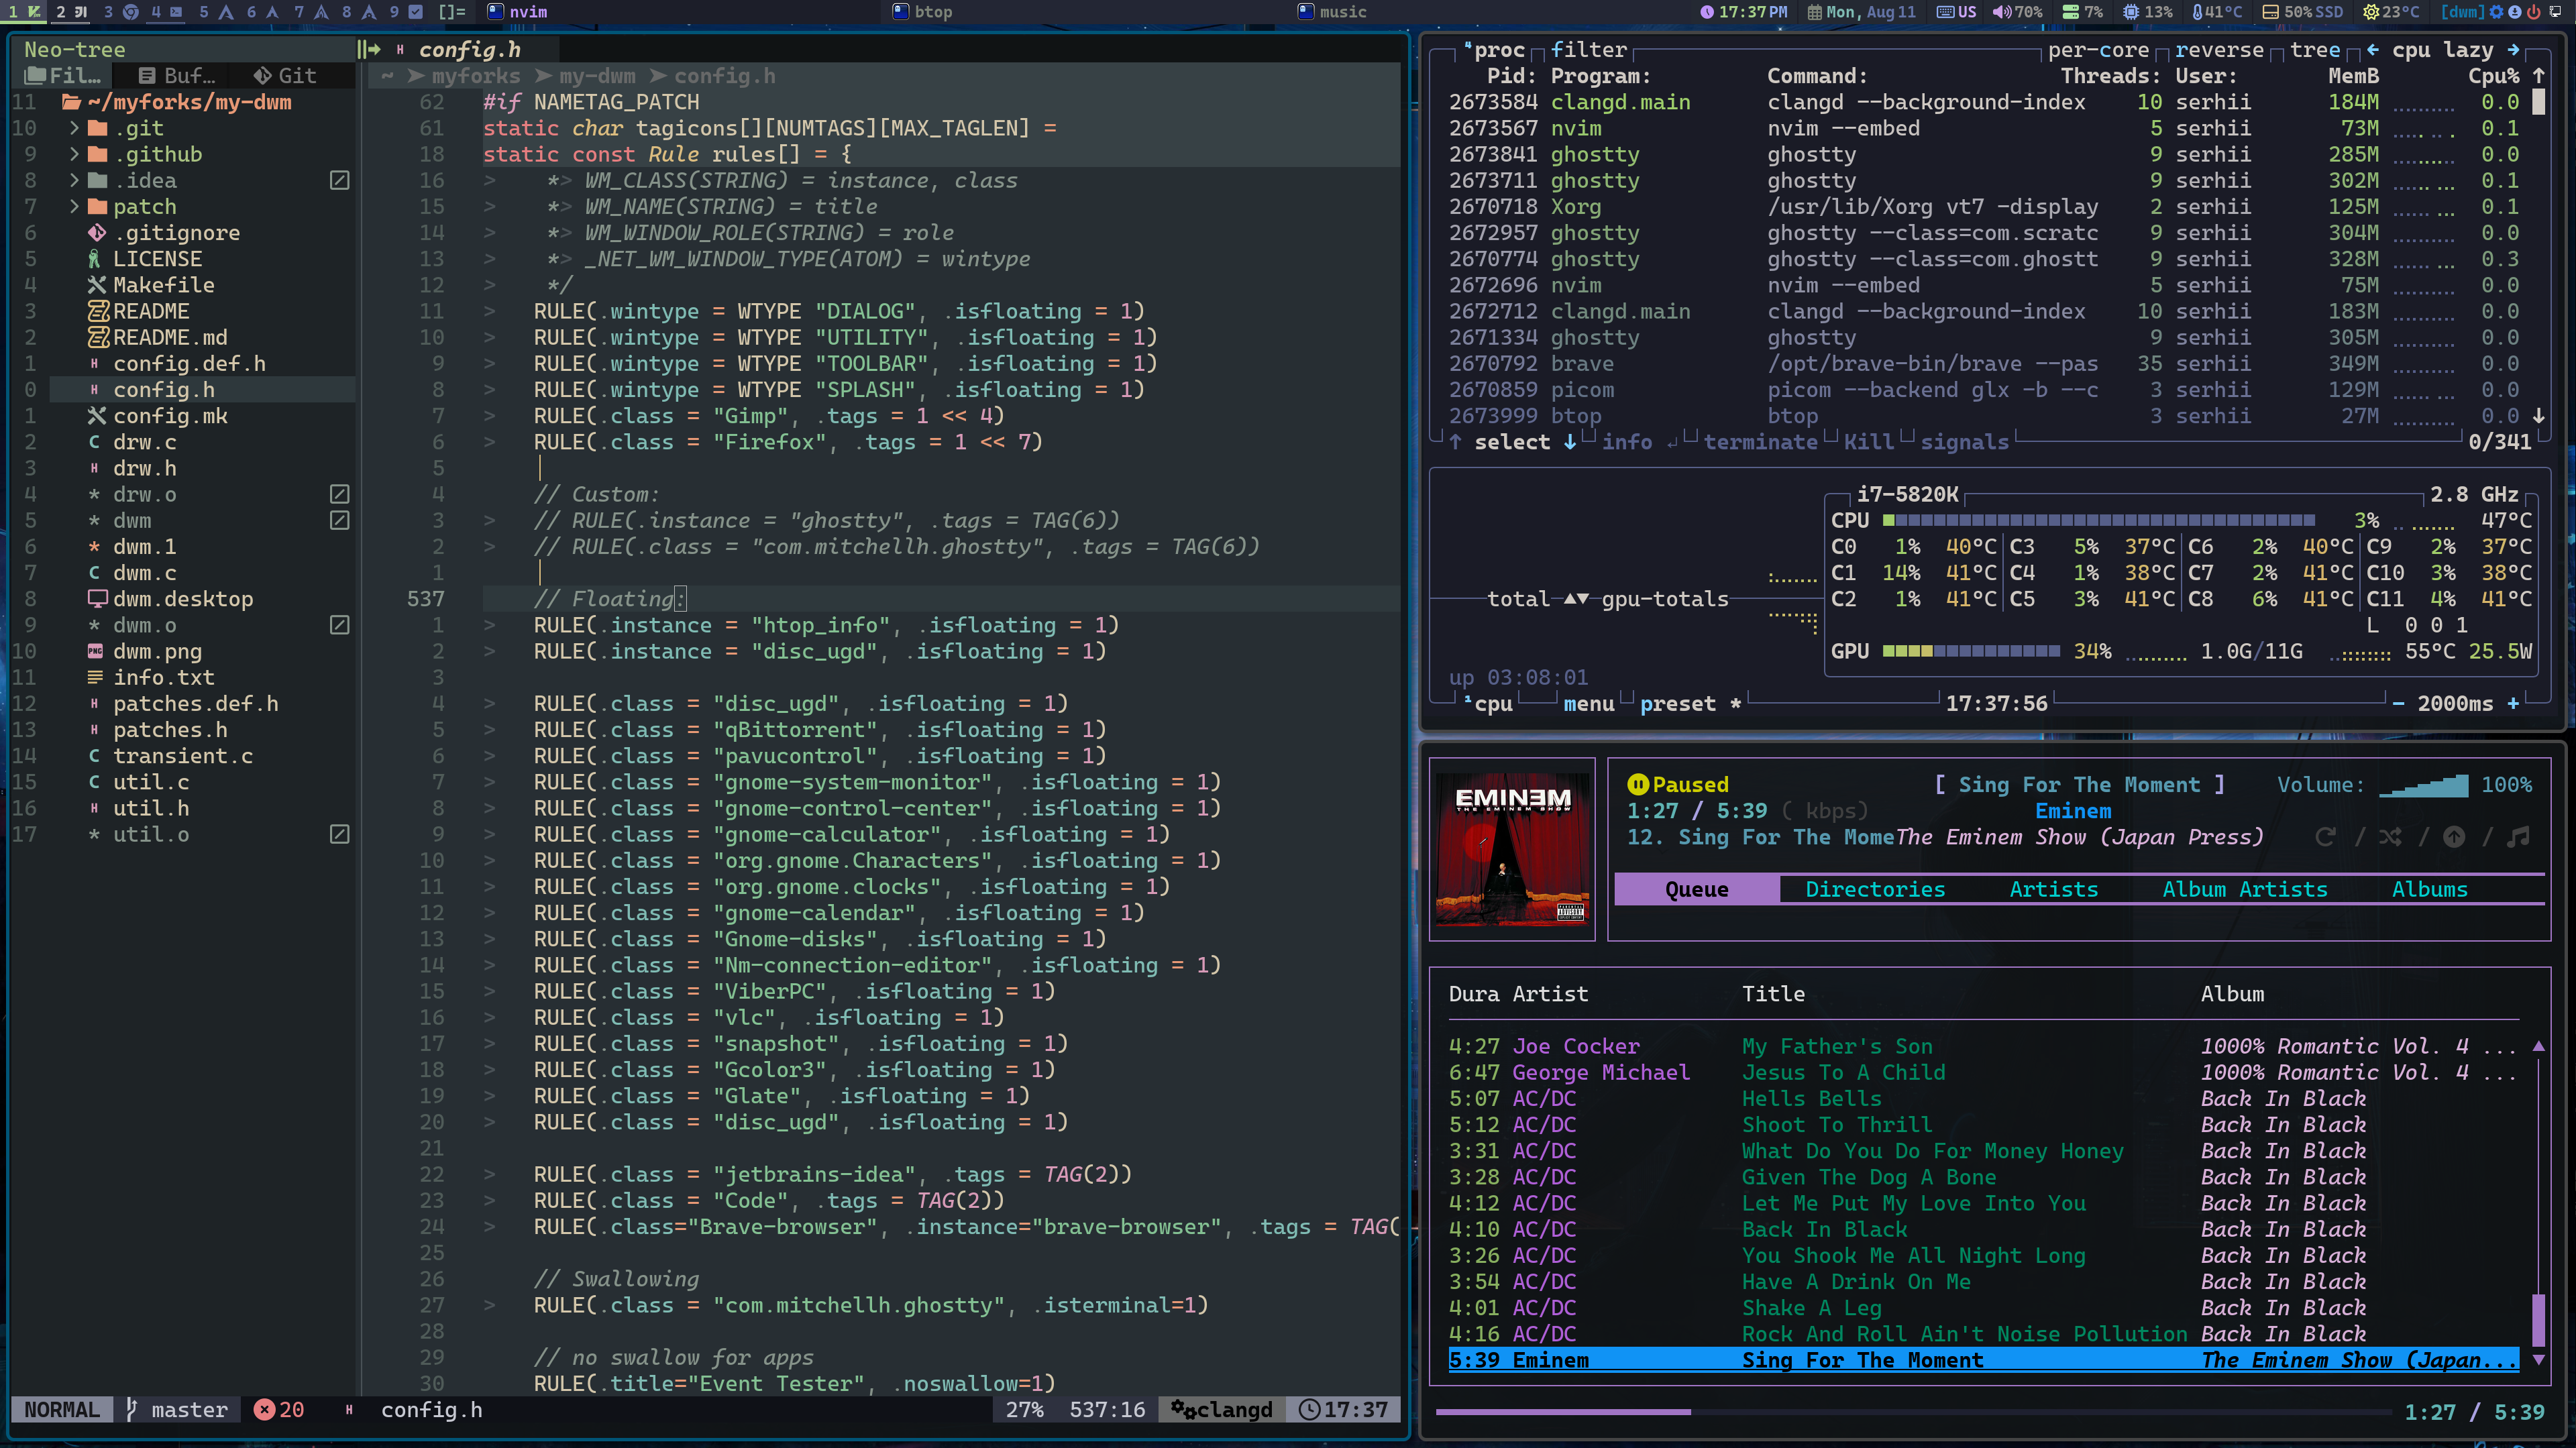 1 2 3 4 5 6 7 8 9 []= nvim btop music 17:37PM Mon, Aug 11 US 70% 7% 13% 41°C 50% SSD 23°C [dwm]
Neo-tree
Fil… Buf… Git
11 ~/myforks/my-dwm
10 .git
9 .github
8 .idea
7 patch
6 .gitignore
5 LICENSE
4 Makefile
3 README
2 README.md
1 config.def.h
0 config.h
1 config.mk
2 drw.c
3 drw.h
4 drw.o
5 dwm
6 dwm.1
7 dwm.c
8 dwm.desktop
9 dwm.o
10 dwm.png
11 info.txt
12 patches.def.h
13 patches.h
14 transient.c
15 util.c
16 util.h
17 util.o
H config.h
~ ➤ myforks ➤ my-dwm ➤ config.h
62 #if NAMETAG_PATCH
61 static char tagicons[][NUMTAGS][MAX_TAGLEN] =
18 static const Rule rules[] = {
16 > *> WM_CLASS(STRING) = instance, class
15 > *> WM_NAME(STRING) = title
14 > *> WM_WINDOW_ROLE(STRING) = role
13 > *> _NET_WM_WINDOW_TYPE(ATOM) = wintype
12 > */
11 > RULE(.wintype = WTYPE "DIALOG", .isfloating = 1)
10 > RULE(.wintype = WTYPE "UTILITY", .isfloating = 1)
9 > RULE(.wintype = WTYPE "TOOLBAR", .isfloating = 1)
8 > RULE(.wintype = WTYPE "SPLASH", .isfloating = 1)
7 > RULE(.class = "Gimp", .tags = 1 << 4)
6 > RULE(.class = "Firefox", .tags = 1 << 7)
5
4 // Custom:
3 > // RULE(.instance = "ghostty", .tags = TAG(6))
2 > // RULE(.class = "com.mitchellh.ghostty", .tags = TAG(6))
1
537 // Floating:
1 > RULE(.instance = "htop_info", .isfloating = 1)
2 > RULE(.instance = "disc_ugd", .isfloating = 1)
3
4 > RULE(.class = "disc_ugd", .isfloating = 1)
5 > RULE(.class = "qBittorrent", .isfloating = 1)
6 > RULE(.class = "pavucontrol", .isfloating = 1)
7 > RULE(.class = "gnome-system-monitor", .isfloating = 1)
8 > RULE(.class = "gnome-control-center", .isfloating = 1)
9 > RULE(.class = "gnome-calculator", .isfloating = 1)
10 > RULE(.class = "org.gnome.Characters", .isfloating = 1)
11 > RULE(.class = "org.gnome.clocks", .isfloating = 1)
12 > RULE(.class = "gnome-calendar", .isfloating = 1)
13 > RULE(.class = "Gnome-disks", .isfloating = 1)
14 > RULE(.class = "Nm-connection-editor", .isfloating = 1)
15 > RULE(.class = "ViberPC", .isfloating = 1)
16 > RULE(.class = "vlc", .isfloating = 1)
17 > RULE(.class = "snapshot", .isfloating = 1)
18 > RULE(.class = "Gcolor3", .isfloating = 1)
19 > RULE(.class = "Glate", .isfloating = 1)
20 > RULE(.class = "disc_ugd", .isfloating = 1)
21
22 > RULE(.class = "jetbrains-idea", .tags = TAG(2))
23 > RULE(.class = "Code", .tags = TAG(2))
24 > RULE(.class="Brave-browser", .instance="brave-browser", .tags = TAG(
25
26 // Swallowing
27 > RULE(.class = "com.mitchellh.ghostty", .isterminal=1)
28
29 // no swallow for apps
30 RULE(.title="Event Tester", .noswallow=1)
NORMAL master 20 H config.h 27% 537:16 clangd 17:37
⁴proc filter per-core reverse tree ← cpu lazy →
Pid: Program: Command: Threads: User: MemB Cpu% ↑
2673584 clangd.main clangd --background-index 10 serhii 184M 0.0
2673567 nvim nvim --embed 5 serhii 73M 0.1
2673841 ghostty ghostty 9 serhii 285M 0.0
2673711 ghostty ghostty 9 serhii 302M 0.1
2670718 Xorg /usr/lib/Xorg vt7 -display 2 serhii 125M 0.1
2672957 ghostty ghostty --class=com.scratc 9 serhii 304M 0.0
2670774 ghostty ghostty --class=com.ghostt 9 serhii 328M 0.3
2672696 nvim nvim --embed 5 serhii 75M 0.0
2672712 clangd.main clangd --background-index 10 serhii 183M 0.0
2671334 ghostty ghostty 9 serhii 305M 0.0
2670792 brave /opt/brave-bin/brave --pas 35 serhii 349M 0.0
2670859 picom picom --backend glx -b --c 3 serhii 129M 0.0
2673999 btop btop 3 serhii 27M 0.0 ↓
↑ select ↓ info ↵ terminate Kill signals 0/341
i7-5820K 2.8 GHz
CPU 3% 47°C
C0 1% 40°C C3 5% 37°C C6 2% 40°C C9 2% 37°C
C1 14% 41°C C4 1% 38°C C7 2% 41°C C10 3% 38°C
total ▲▼ gpu-totals
C2 1% 41°C C5 3% 41°C C8 6% 41°C C11 4% 41°C
L 0 0 1
GPU 34% 1.0G/11G 55°C 25.5W
up 03:08:01
¹cpu menu preset * 17:37:56 - 2000ms +
EMINEM
THE EMINEM SHOW
Paused [ Sing For The Moment ] Volume: 100%
1:27 / 5:39 ( kbps) Eminem
12. Sing For The MomeThe Eminem Show (Japan Press) / / /
Queue Directories Artists Album Artists Albums
Dura Artist Title Album
4:27 Joe Cocker My Father's Son 1000% Romantic Vol. 4 ...
6:47 George Michael Jesus To A Child 1000% Romantic Vol. 4 ...
5:07 AC/DC Hells Bells Back In Black
5:12 AC/DC Shoot To Thrill Back In Black
3:31 AC/DC What Do You Do For Money Honey Back In Black
3:28 AC/DC Given The Dog A Bone Back In Black
4:12 AC/DC Let Me Put My Love Into You Back In Black
4:10 AC/DC Back In Black Back In Black
3:26 AC/DC You Shook Me All Night Long Back In Black
3:54 AC/DC Have A Drink On Me Back In Black
4:01 AC/DC Shake A Leg Back In Black
4:16 AC/DC Rock And Roll Ain't Noise Pollution Back In Black
5:39 Eminem Sing For The Moment The Eminem Show (Japan...
1:27 / 5:39